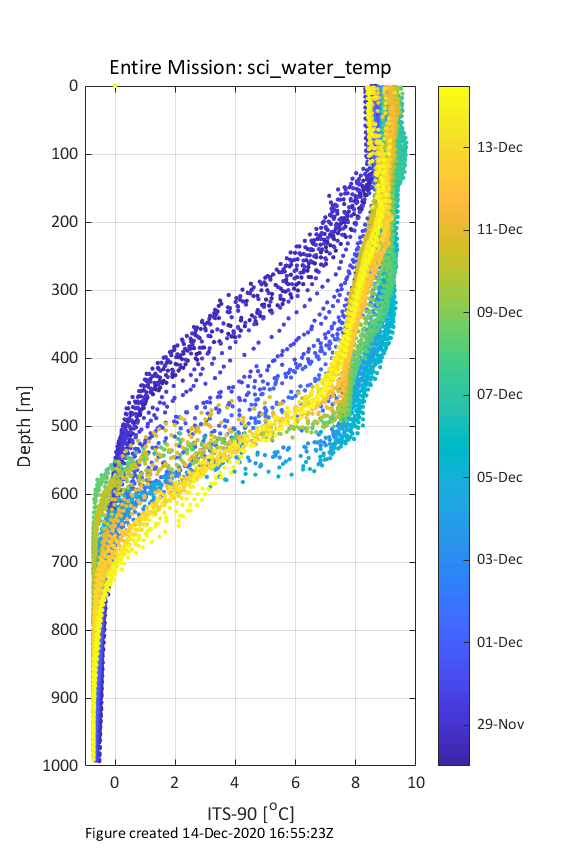 Entire Mission: sci_water_temp
0
100
200
300
400
500
600
700
800
900
1000
Depth [m]
0 2 4 6 8 10
ITS-90 [°C]
13-Dec
11-Dec
09-Dec
07-Dec
05-Dec
03-Dec
01-Dec
29-Nov
Figure created 14-Dec-2020 16:55:23Z